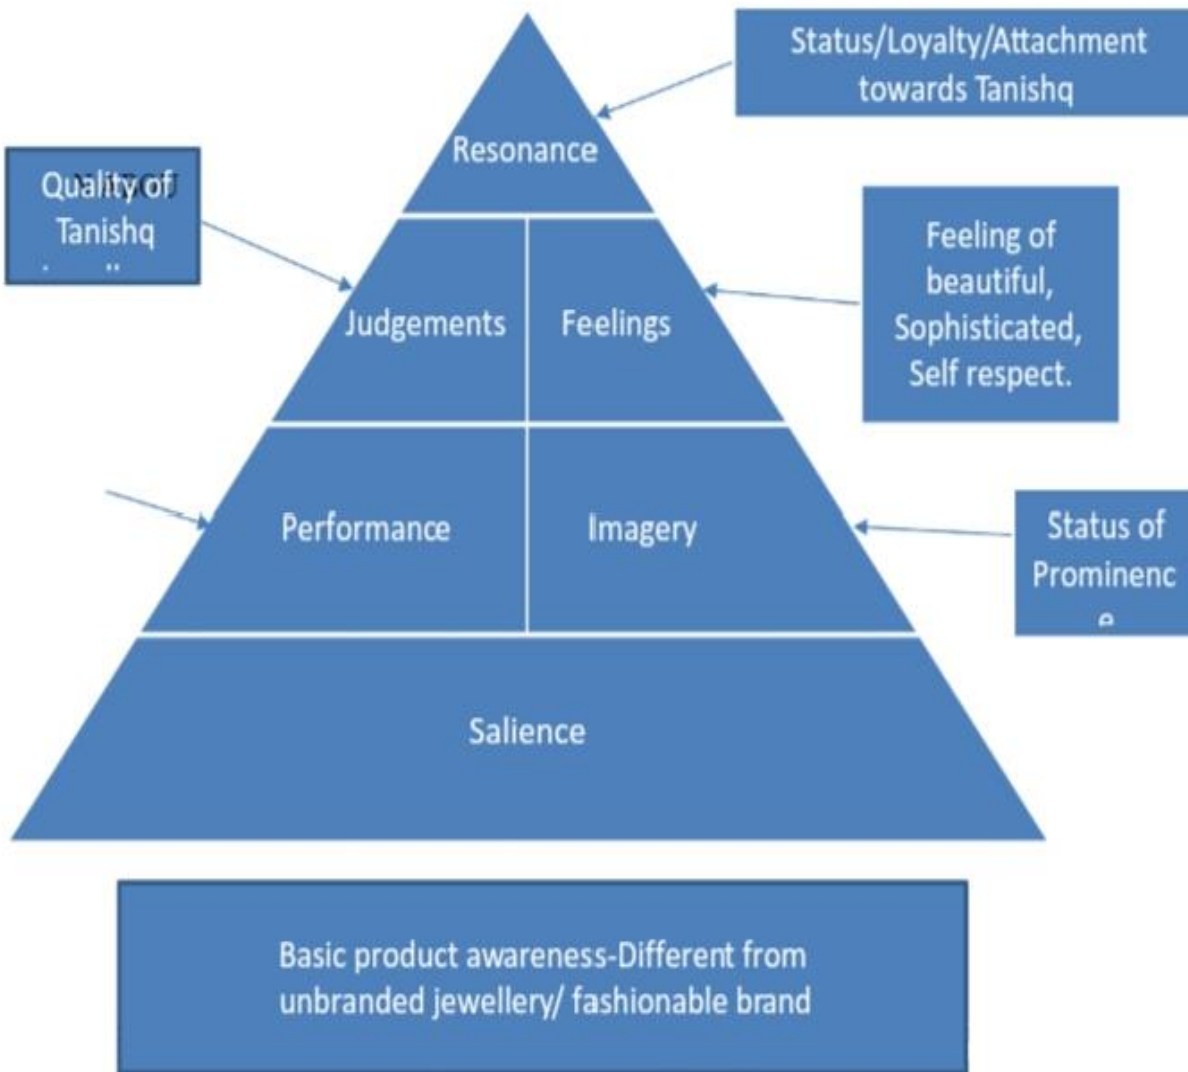 Status/Loyalty/Attachment
towards Tanishq
Resonance
Quality of
Tanishq
Feeling of
beautiful,
Sophisticated,
Self respect.
Judgements
Feelings
Performance
Imagery
Status of
Prominenc
e
Salience
Basic product awareness-Different from
unbranded jewellery/ fashionable brand